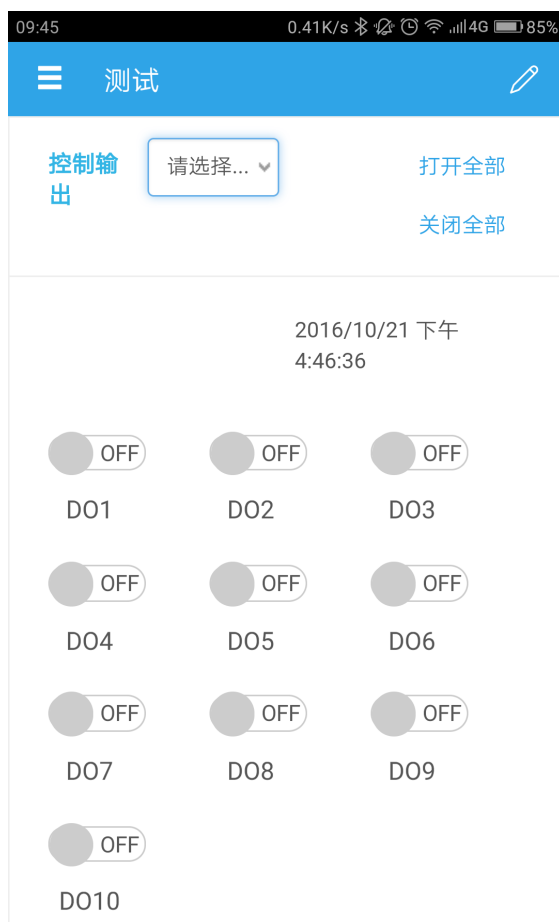 09:45 0.41K/s 4G 85%
测试
控制输 请选择... 打开全部
出
关闭全部
2016/10/21 下午
4:46:36
OFF OFF OFF
DO1 DO2 DO3
OFF OFF OFF
DO4 DO5 DO6
OFF OFF OFF
DO7 DO8 DO9
OFF
DO10